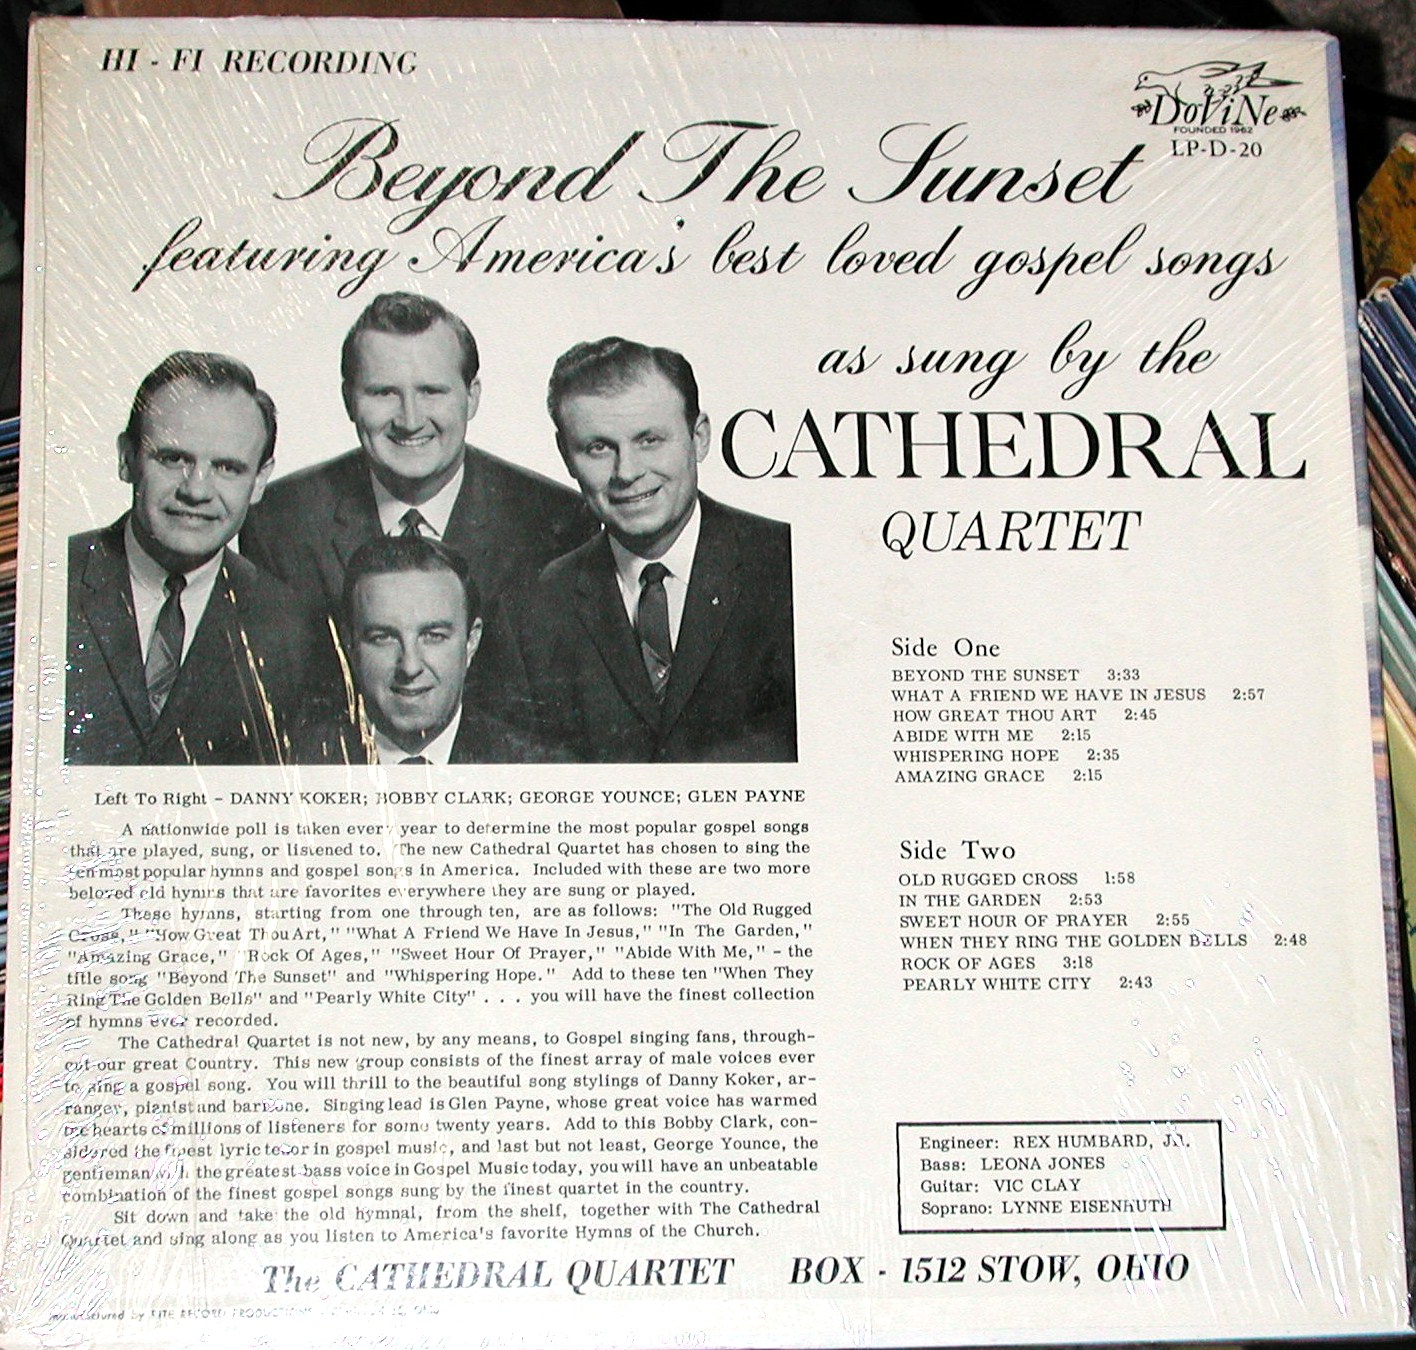 HI - FI RECORDING
DoViNe
FOUNDED 1962
LP-D-20
Beyond The Sunset
featuring America's best loved gospel songs
as sung by the
CATHEDRAL
QUARTET
Side One
BEYOND THE SUNSET 3:33
WHAT A FRIEND WE HAVE IN JESUS 2:57
HOW GREAT THOU ART 2:45
ABIDE WITH ME 2:15
WHISPERING HOPE 2:35
AMAZING GRACE 2:15
Side Two
OLD RUGGED CROSS 1:58
IN THE GARDEN 2:53
SWEET HOUR OF PRAYER 2:55
WHEN THEY RING THE GOLDEN BELLS 2:48
ROCK OF AGES 3:18
PEARLY WHITE CITY 2:43
Left To Right - DANNY KOKER; BOBBY CLARK; GEORGE YOUNCE; GLEN PAYNE
A nationwide poll is taken every year to determine the most popular gospel songs
that are played, sung, or listened to. The new Cathedral Quartet has chosen to sing the
ten most popular hymns and gospel songs in America. Included with these are two more
beloved old hymns that are favorites everywhere they are sung or played.
These hymns, starting from one through ten, are as follows: "The Old Rugged
Cross," "How Great Thou Art," "What A Friend We Have In Jesus," "In The Garden,"
"Amazing Grace," "Rock Of Ages," "Sweet Hour Of Prayer," "Abide With Me," - the
title song "Beyond The Sunset" and "Whispering Hope." Add to these ten "When They
Ring The Golden Bells" and "Pearly White City" . . . you will have the finest collection
of hymns ever recorded.
The Cathedral Quartet is not new, by any means, to Gospel singing fans, through-
out our great Country. This new group consists of the finest array of male voices ever
to sing a gospel song. You will thrill to the beautiful song stylings of Danny Koker, ar-
ranger, pianist and baritone. Singing lead is Glen Payne, whose great voice has warmed
the hearts of millions of listeners for some twenty years. Add to this Bobby Clark, con-
sidered the finest lyric tenor in gospel music, and last but not least, George Younce, the
gentleman with the greatest bass voice in Gospel Music today, you will have an unbeatable
combination of the finest gospel songs sung by the finest quartet in the country.
Sit down and take the old hymnal, from the shelf, together with The Cathedral
Quartet and sing along as you listen to America's favorite Hymns of the Church.
Engineer: REX HUMBARD, JR.
Bass: LEONA JONES
Guitar: VIC CLAY
Soprano: LYNNE EISENHUTH
The CATHEDRAL QUARTET BOX - 1512 STOW, OHIO
Manufactured by RITE RECORD PRODUCTIONS